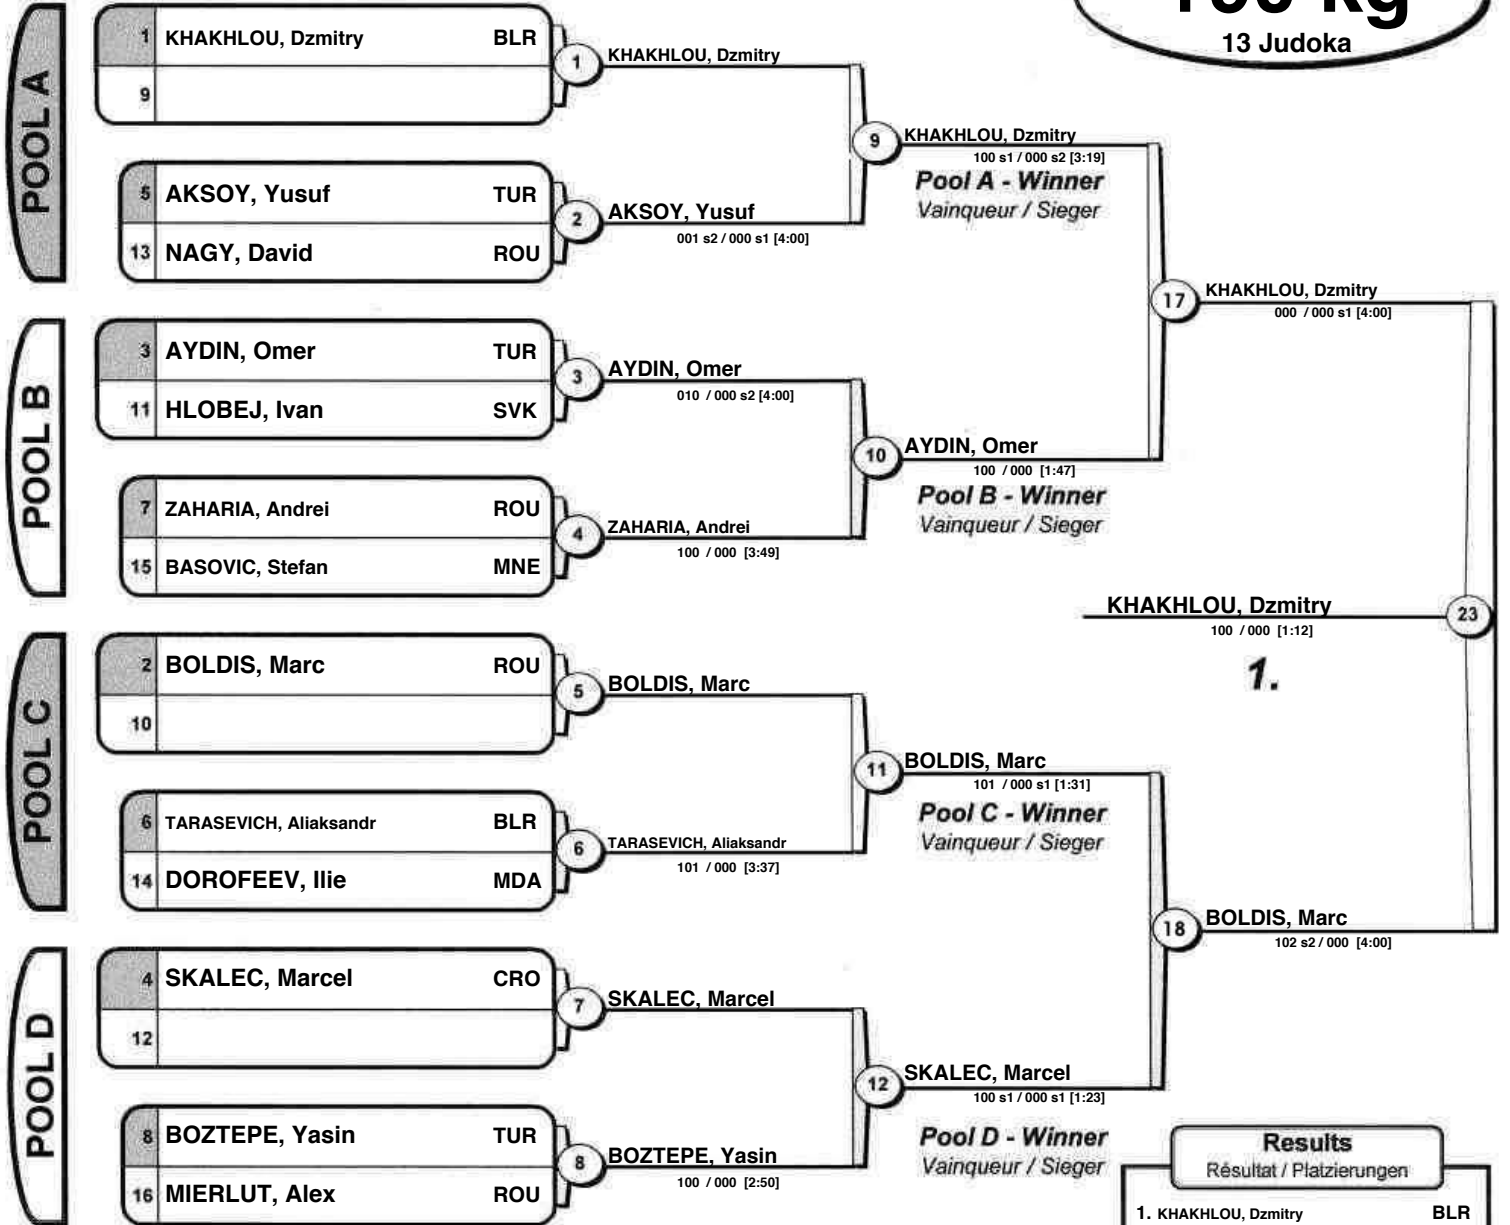 100 kg
13 Judoka
POOL A
1 KHAKHLOU, Dzmitry BLR
9
5 AKSOY, Yusuf TUR
13 NAGY, David ROU
1 KHAKHLOU, Dzmitry
2 AKSOY, Yusuf
001 s2 / 000 s1 [4:00]
9 KHAKHLOU, Dzmitry
100 s1 / 000 s2 [3:19]
Pool A - Winner
Vainqueur / Sieger
POOL B
3 AYDIN, Omer TUR
11 HLOBEJ, Ivan SVK
7 ZAHARIA, Andrei ROU
15 BASOVIC, Stefan MNE
3 AYDIN, Omer
010 / 000 s2 [4:00]
4 ZAHARIA, Andrei
100 / 000 [3:49]
10 AYDIN, Omer
100 / 000 [1:47]
Pool B - Winner
Vainqueur / Sieger
17 KHAKHLOU, Dzmitry
000 / 000 s1 [4:00]
KHAKHLOU, Dzmitry 23
100 / 000 [1:12]
1.
POOL C
2 BOLDIS, Marc ROU
10
6 TARASEVICH, Aliaksandr BLR
14 DOROFEEV, Ilie MDA
5 BOLDIS, Marc
6 TARASEVICH, Aliaksandr
101 / 000 [3:37]
11 BOLDIS, Marc
101 / 000 s1 [1:31]
Pool C - Winner
Vainqueur / Sieger
18 BOLDIS, Marc
102 s2 / 000 [4:00]
POOL D
4 SKALEC, Marcel CRO
12
8 BOZTEPE, Yasin TUR
16 MIERLUT, Alex ROU
7 SKALEC, Marcel
8 BOZTEPE, Yasin
100 / 000 [2:50]
12 SKALEC, Marcel
100 s1 / 000 s1 [1:23]
Pool D - Winner
Vainqueur / Sieger
Results
Résultat / Platzierungen
1. KHAKHLOU, Dzmitry BLR